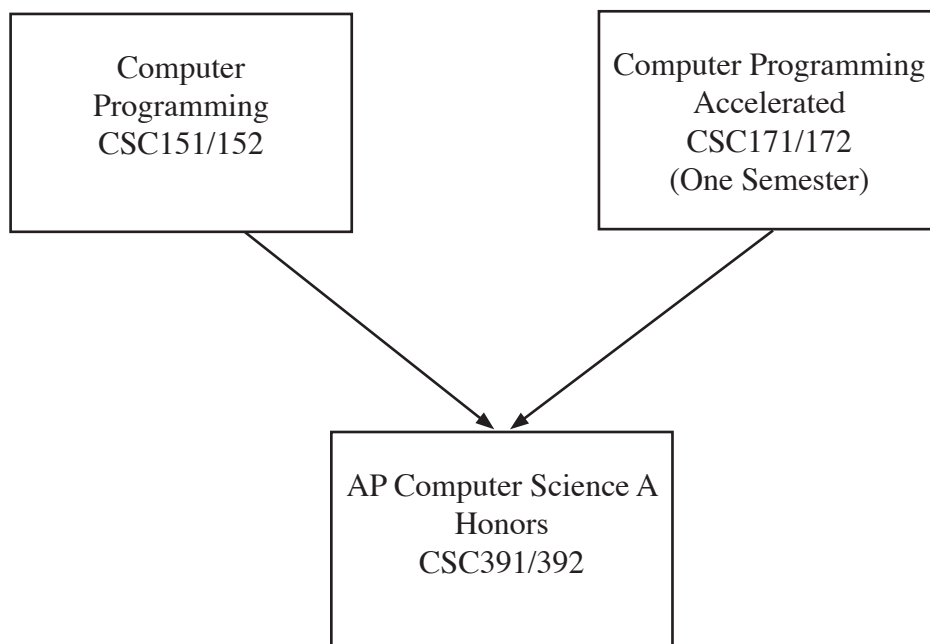 Computer
Programming
CSC151/152
Computer Programming
Accelerated
CSC171/172
(One Semester)
AP Computer Science A
Honors
CSC391/392